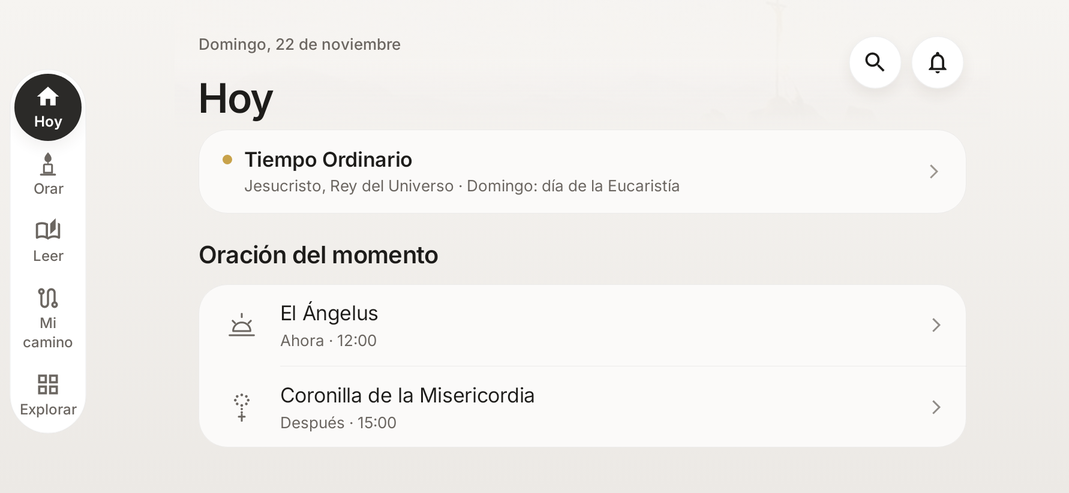 Domingo, 22 de noviembre
Hoy
Hoy
Orar
Leer
Mi
camino
Explorar
Tiempo Ordinario
Jesucristo, Rey del Universo · Domingo: día de la Eucaristía
Oración del momento
El Ángelus
Ahora · 12:00
Coronilla de la Misericordia
Después · 15:00